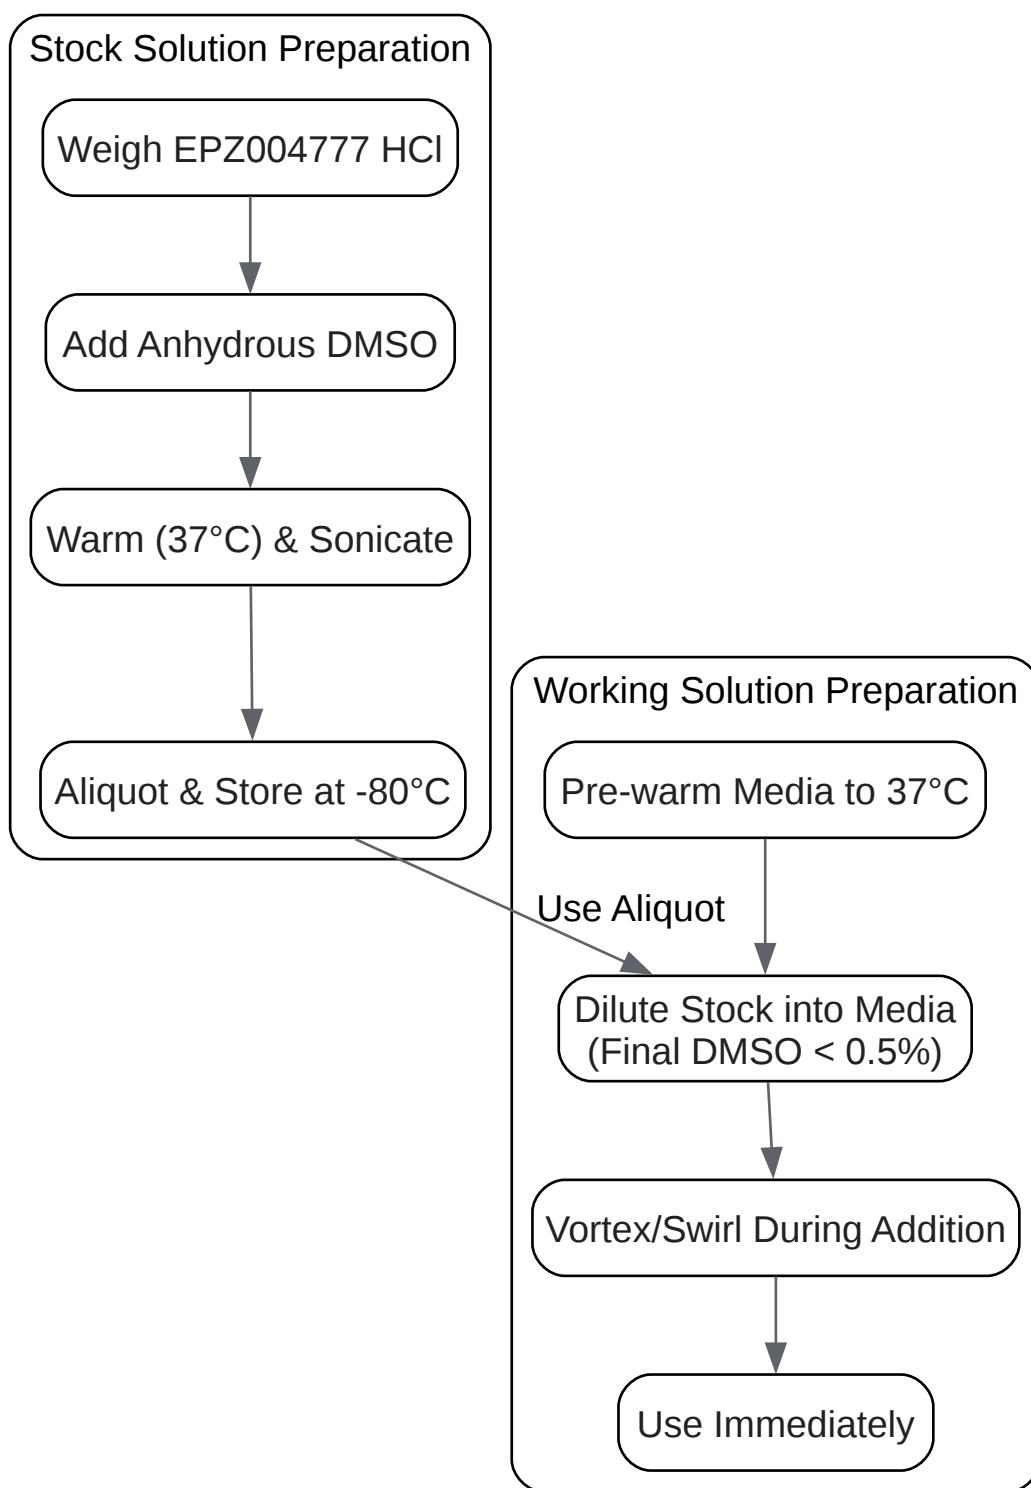 Stock Solution Preparation
Weigh EPZ004777 HCl
Add Anhydrous DMSO
Warm (37°C) & Sonicate
Aliquot & Store at -80°C
Working Solution Preparation
Pre-warm Media to 37°C
Use Aliquot
Dilute Stock into Media
(Final DMSO < 0.5%)
Vortex/Swirl During Addition
Use Immediately